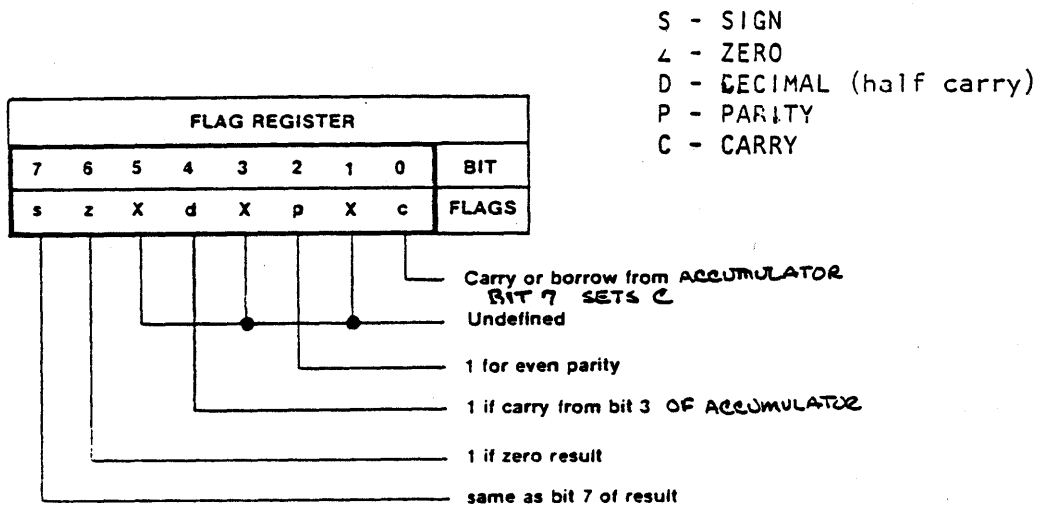 S - SIGN
Z - ZERO
D - DECIMAL (half carry)
P - PARITY
C - CARRY
FLAG REGISTER
7 6 5 4 3 2 1 0 BIT
s z X d X p X c FLAGS
Carry or borrow from ACCUMULATOR
BIT 7 SETS C
Undefined
1 for even parity
1 if carry from bit 3 OF ACCUMULATOR
1 if zero result
same as bit 7 of result